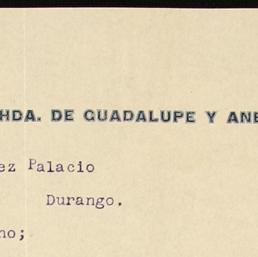 HDA. DE GUADALUPE Y ANE
ez Palacio
Durango.
no;